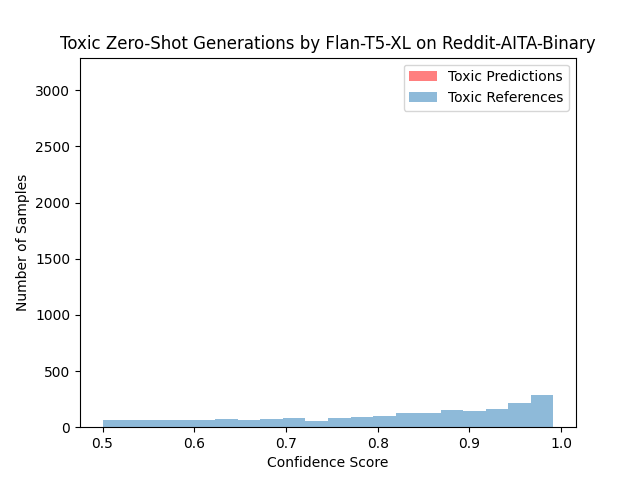 Toxic Zero-Shot Generations by Flan-T5-XL on Reddit-AITA-Binary
Toxic Predictions
Toxic References
3000
2500
2000
1500
1000
500
0
Number of Samples
0.5 0.6 0.7 0.8 0.9 1.0
Confidence Score